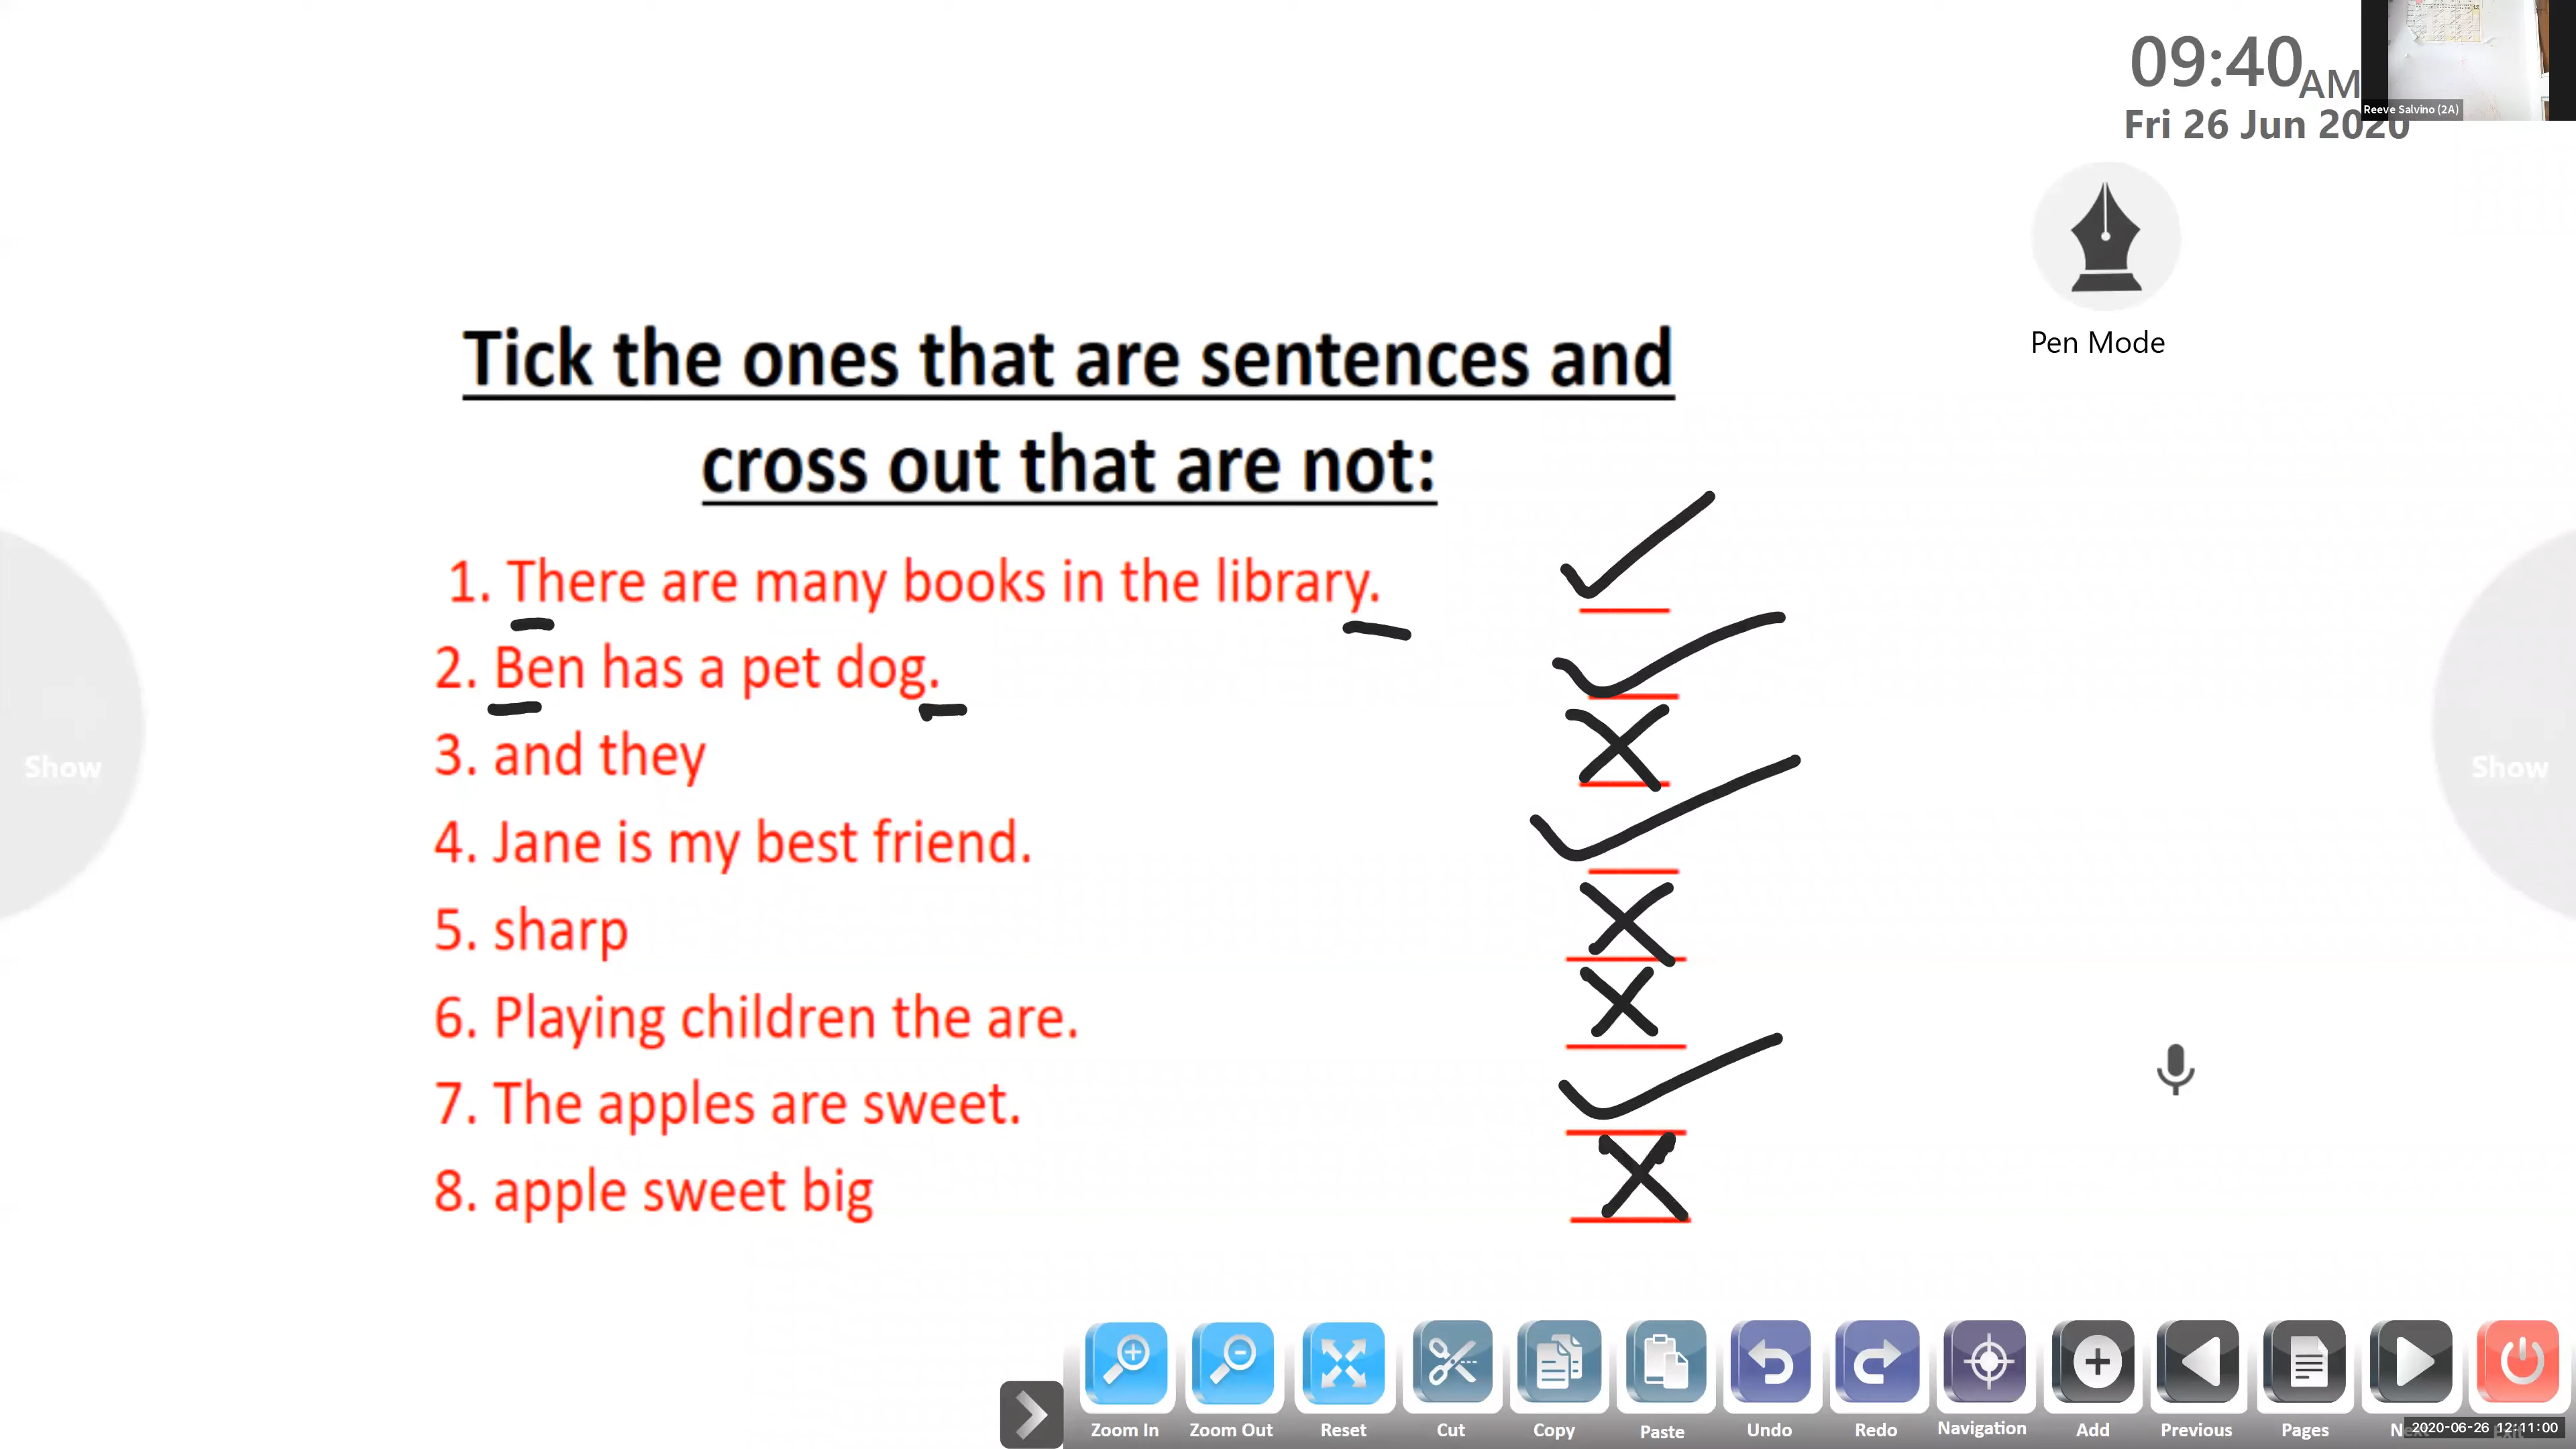 09:40 AM
Reeve Salvino (2A)
Fri 26 Jun 2020
Pen Mode
Tick the ones that are sentences and
cross out that are not:
1. There are many books in the library.
2. Ben has a pet dog.
3. and they
4. Jane is my best friend.
5. sharp
6. Playing children the are.
7. The apples are sweet.
8. apple sweet big
Show
Show
Zoom In Zoom Out Reset Cut Copy Paste Undo Redo Navigation Add Previous Pages
2020-06-26 12:11:00